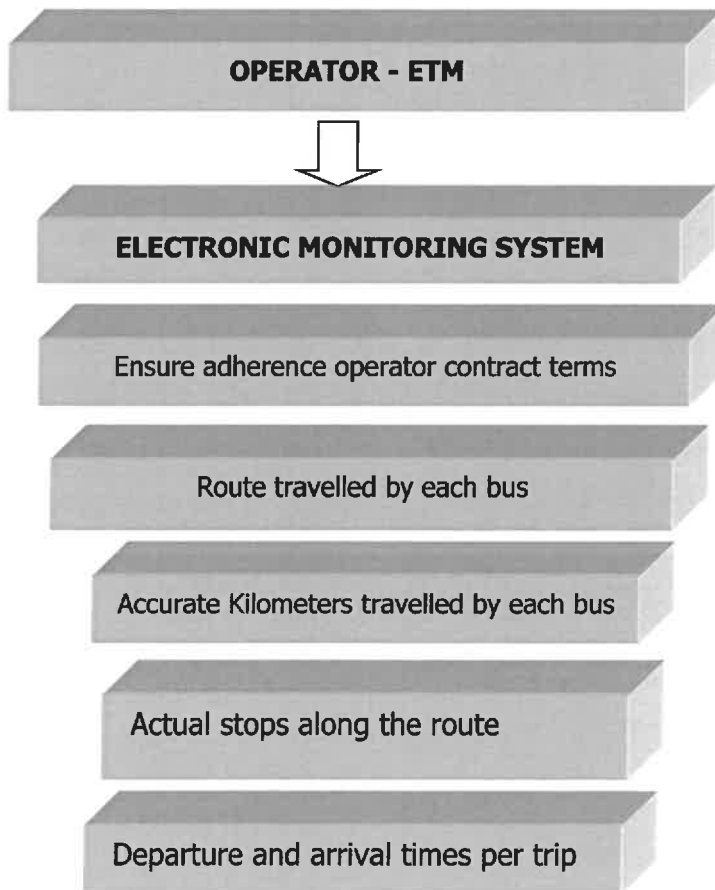 OPERATOR - ETM
ELECTRONIC MONITORING SYSTEM
Ensure adherence operator contract terms
Route travelled by each bus
Accurate Kilometers travelled by each bus
Actual stops along the route
Departure and arrival times per trip